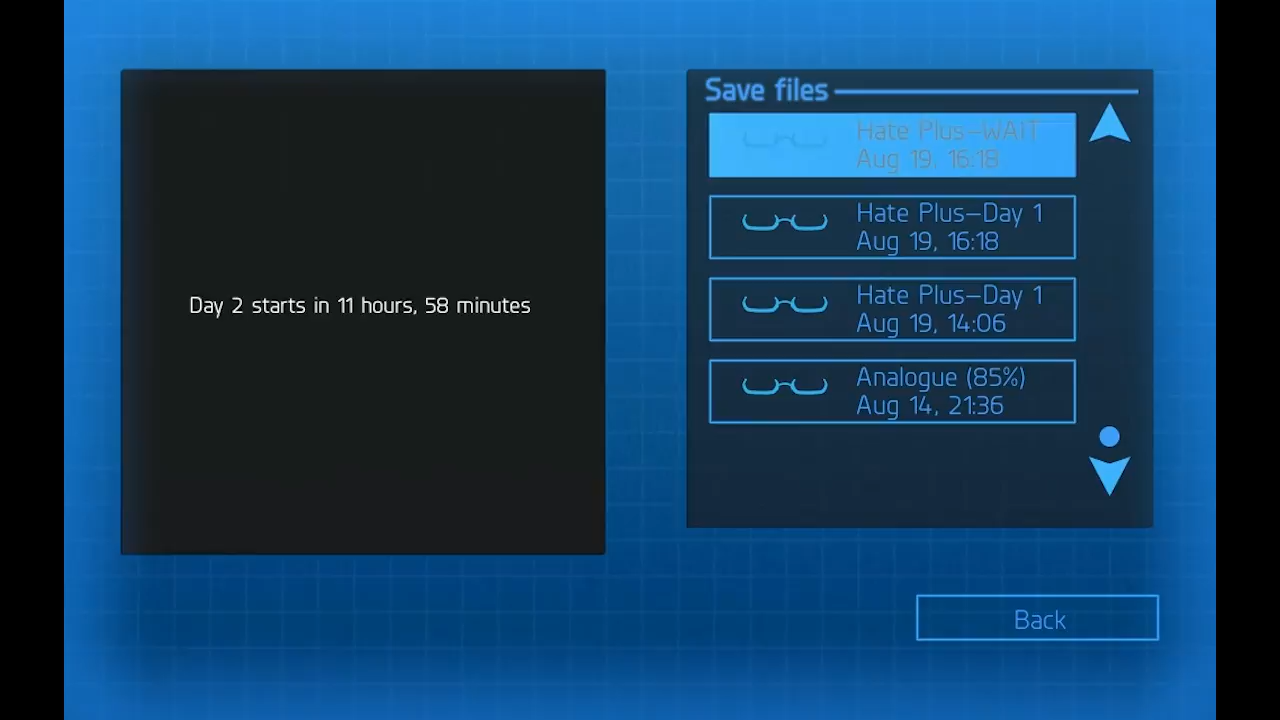 Day 2 starts in 11 hours, 58 minutes
Save files
Hate Plus—WAIT
Aug 19, 16:18
Hate Plus—Day 1
Aug 19, 16:18
Hate Plus—Day 1
Aug 19, 14:06
Analogue (85%)
Aug 14, 21:36
Back